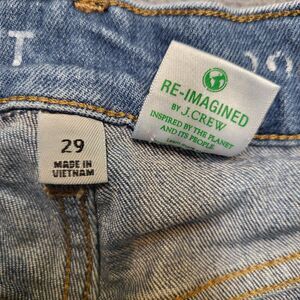 T
RE-IMAGINED
BY J.CREW
INSPIRED BY THE PLANET
AND ITS PEOPLE
29
MADE IN
VIETNAM